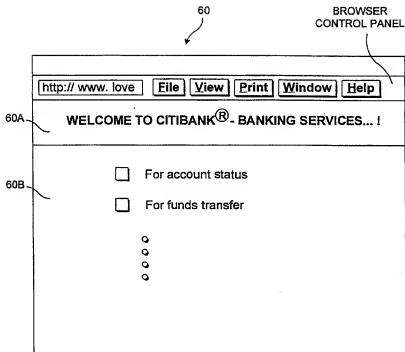 60
BROWSER
CONTROL PANEL
http:// www. love File View Print Window Help
60A
WELCOME TO CITIBANK® - BANKING SERVICES... !
60B
For account status
For funds transfer